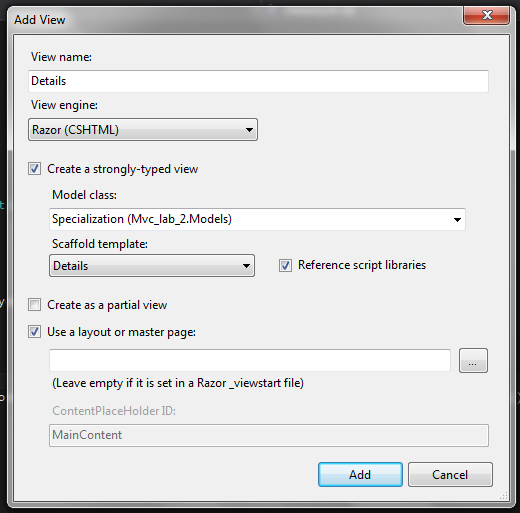 Add View
View name:
Details
View engine:
Razor (CSHTML)
Create a strongly-typed view
Model class:
Specialization (Mvc_lab_2.Models)
Scaffold template:
Details
Reference script libraries
Create as a partial view
Use a layout or master page:
...
(Leave empty if it is set in a Razor _viewstart file)
ContentPlaceHolder ID:
MainContent
Add
Cancel